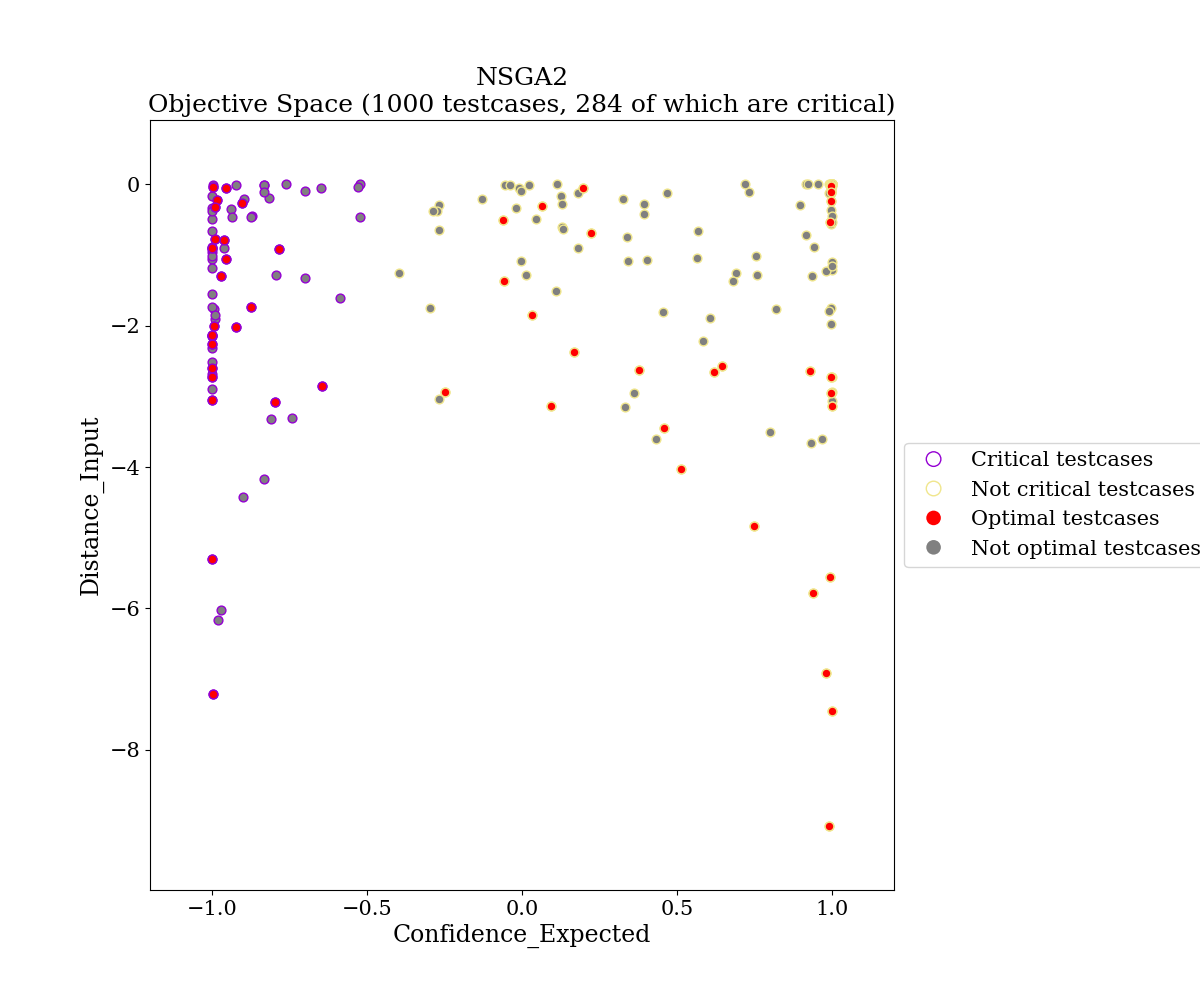 NSGA2
Objective Space (1000 testcases, 284 of which are critical)
0
−2
−4
−6
−8
Distance_Input
−1.0
−0.5
0.0
0.5
1.0
Confidence_Expected
Critical testcases
Not critical testcases
Optimal testcases
Not optimal testcases